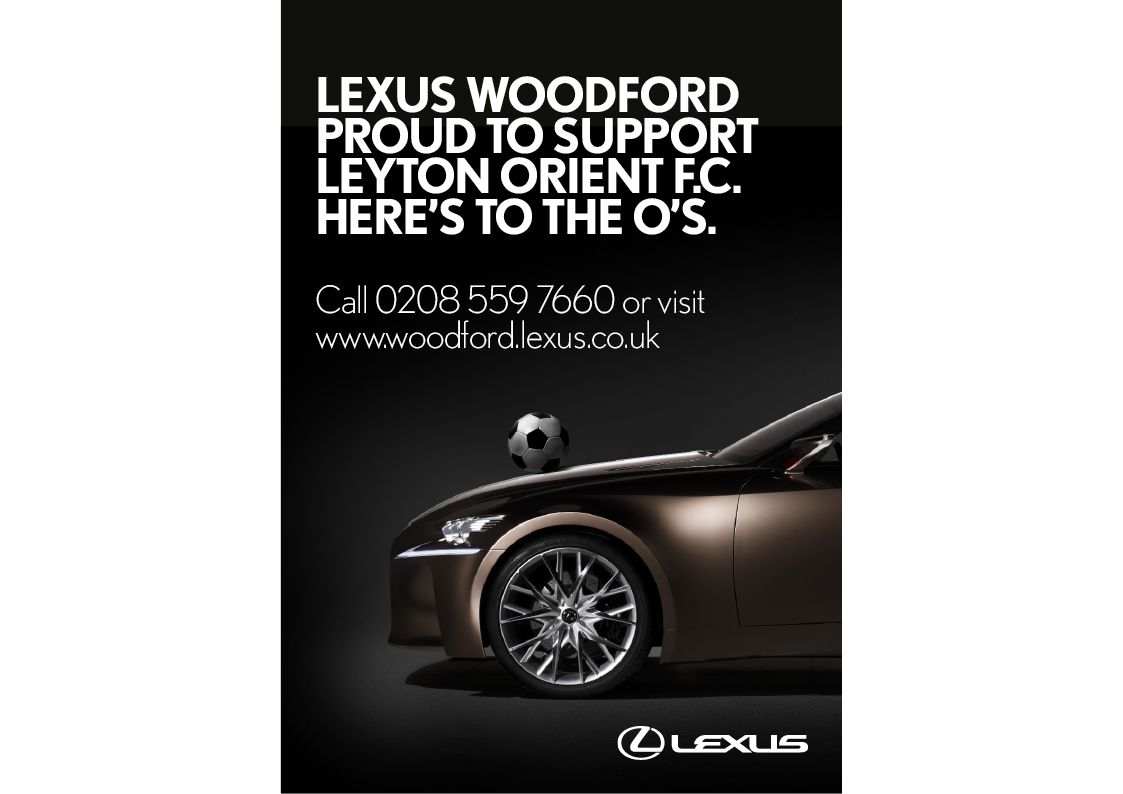 LEXUS WOODFORD
PROUD TO SUPPORT
LEYTON ORIENT F.C.
HERE'S TO THE O'S.
Call 0208 559 7660 or visit
www.woodford.lexus.co.uk
LEXUS